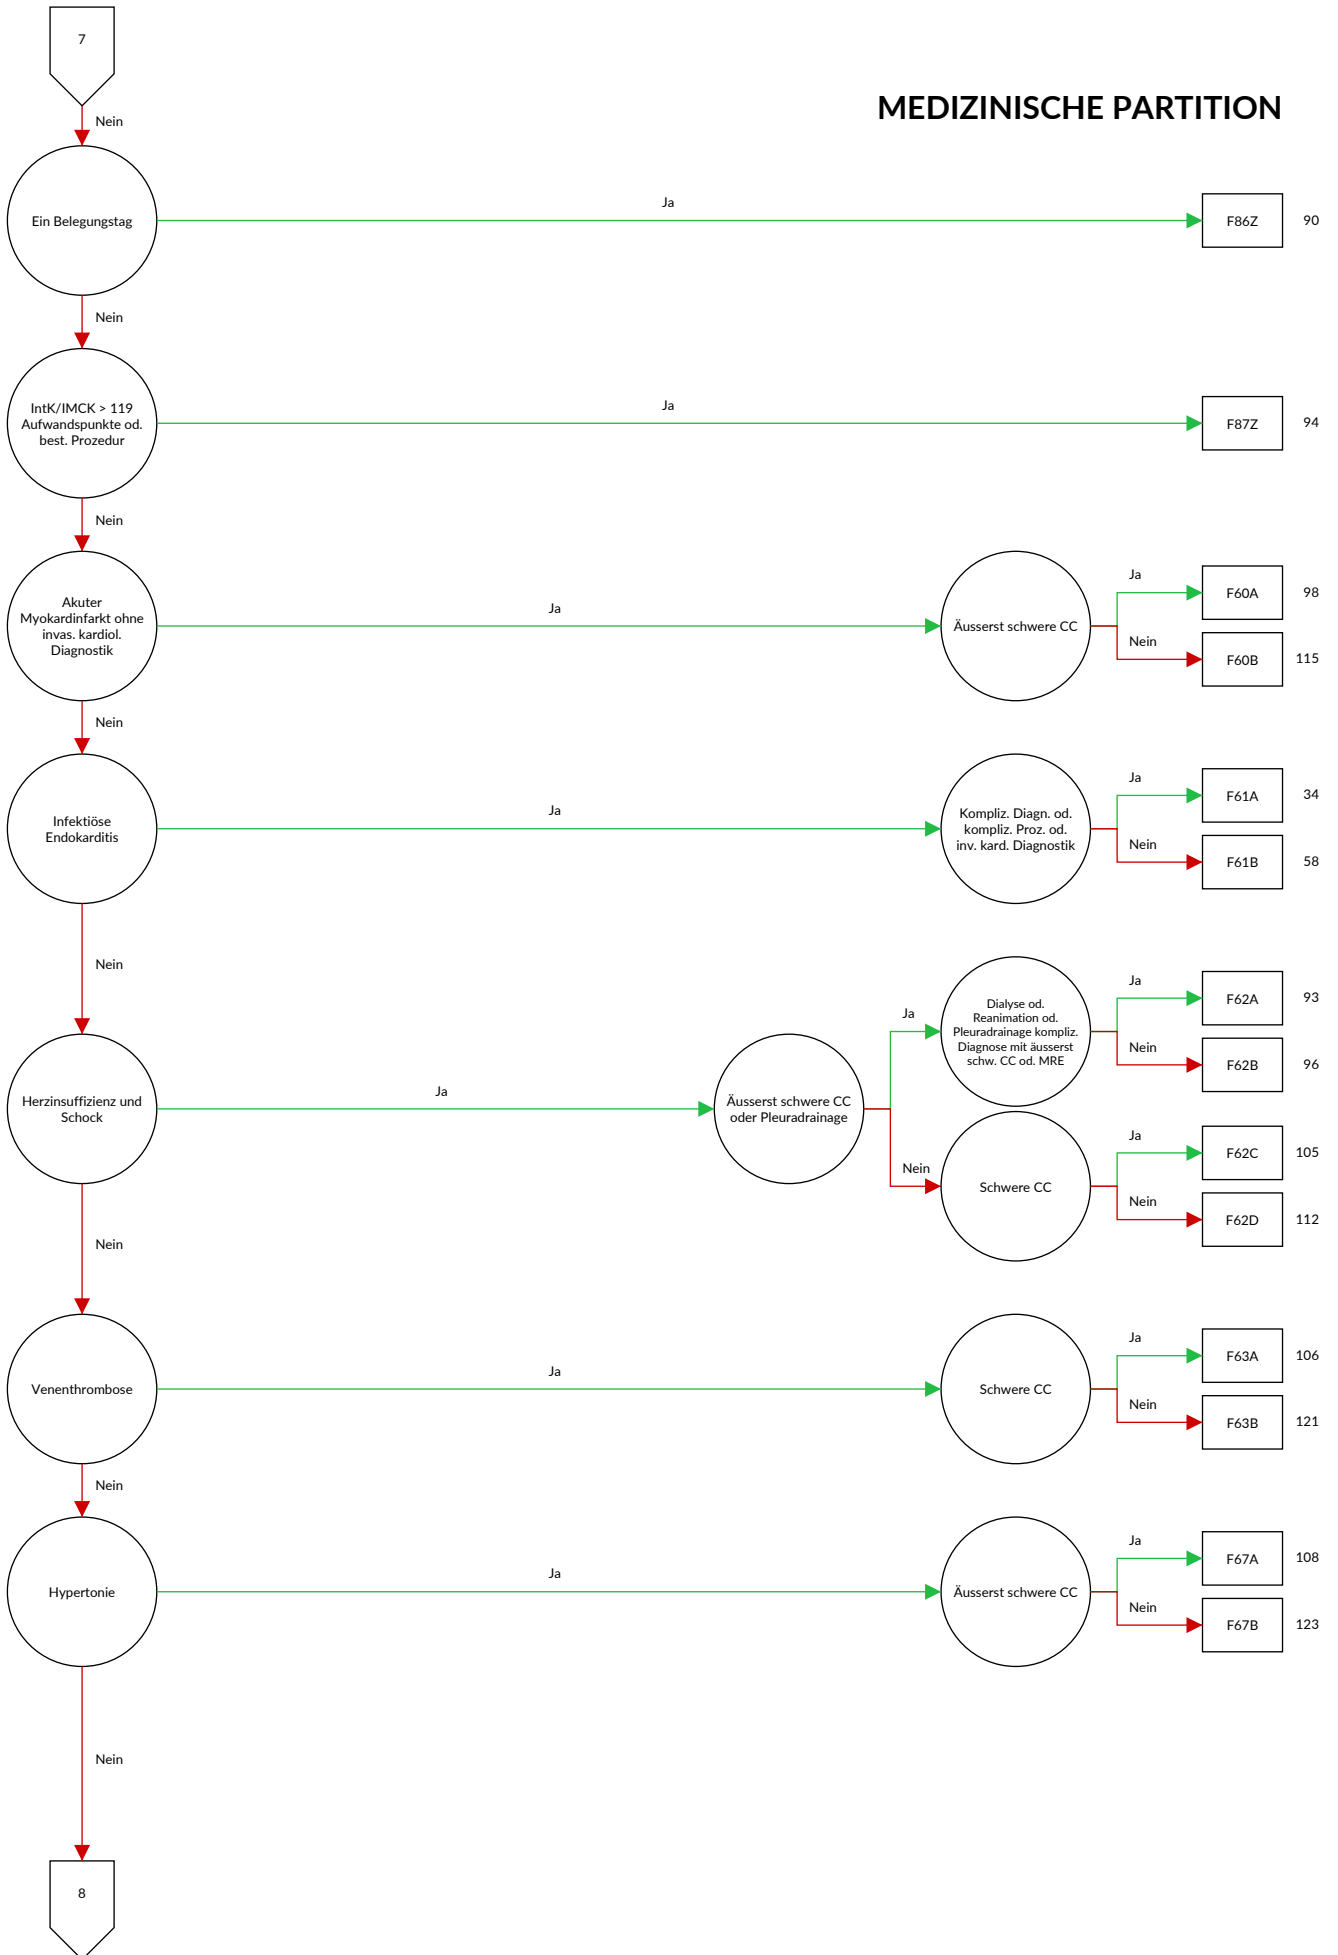 7
MEDIZINISCHE PARTITION
Nein
Ein Belegungstag
Ja
F86Z
90
Nein
IntK/IMCK > 119
Aufwandspunkte od.
best. Prozedur
Ja
F87Z
94
Nein
Akuter
Myokardinfarkt ohne
invas. kardiol.
Diagnostik
Ja
Äusserst schwere CC
Ja
F60A
98
Nein
F60B
115
Nein
Infektiöse
Endokarditis
Ja
Kompliz. Diagn. od.
kompliz. Proz. od.
inv. kard. Diagnostik
Ja
F61A
34
Nein
F61B
58
Nein
Herzinsuffizienz und
Schock
Ja
Äusserst schwere CC
oder Pleuradrainage
Ja
Dialyse od.
Reanimation od.
Pleuradrainage kompliz.
Diagnose mit äusserst
schw. CC od. MRE
Ja
F62A
93
Nein
F62B
96
Nein
Schwere CC
Ja
F62C
105
Nein
F62D
112
Nein
Venenthrombose
Ja
Schwere CC
Ja
F63A
106
Nein
F63B
121
Nein
Hypertonie
Ja
Äusserst schwere CC
Ja
F67A
108
Nein
F67B
123
Nein
8